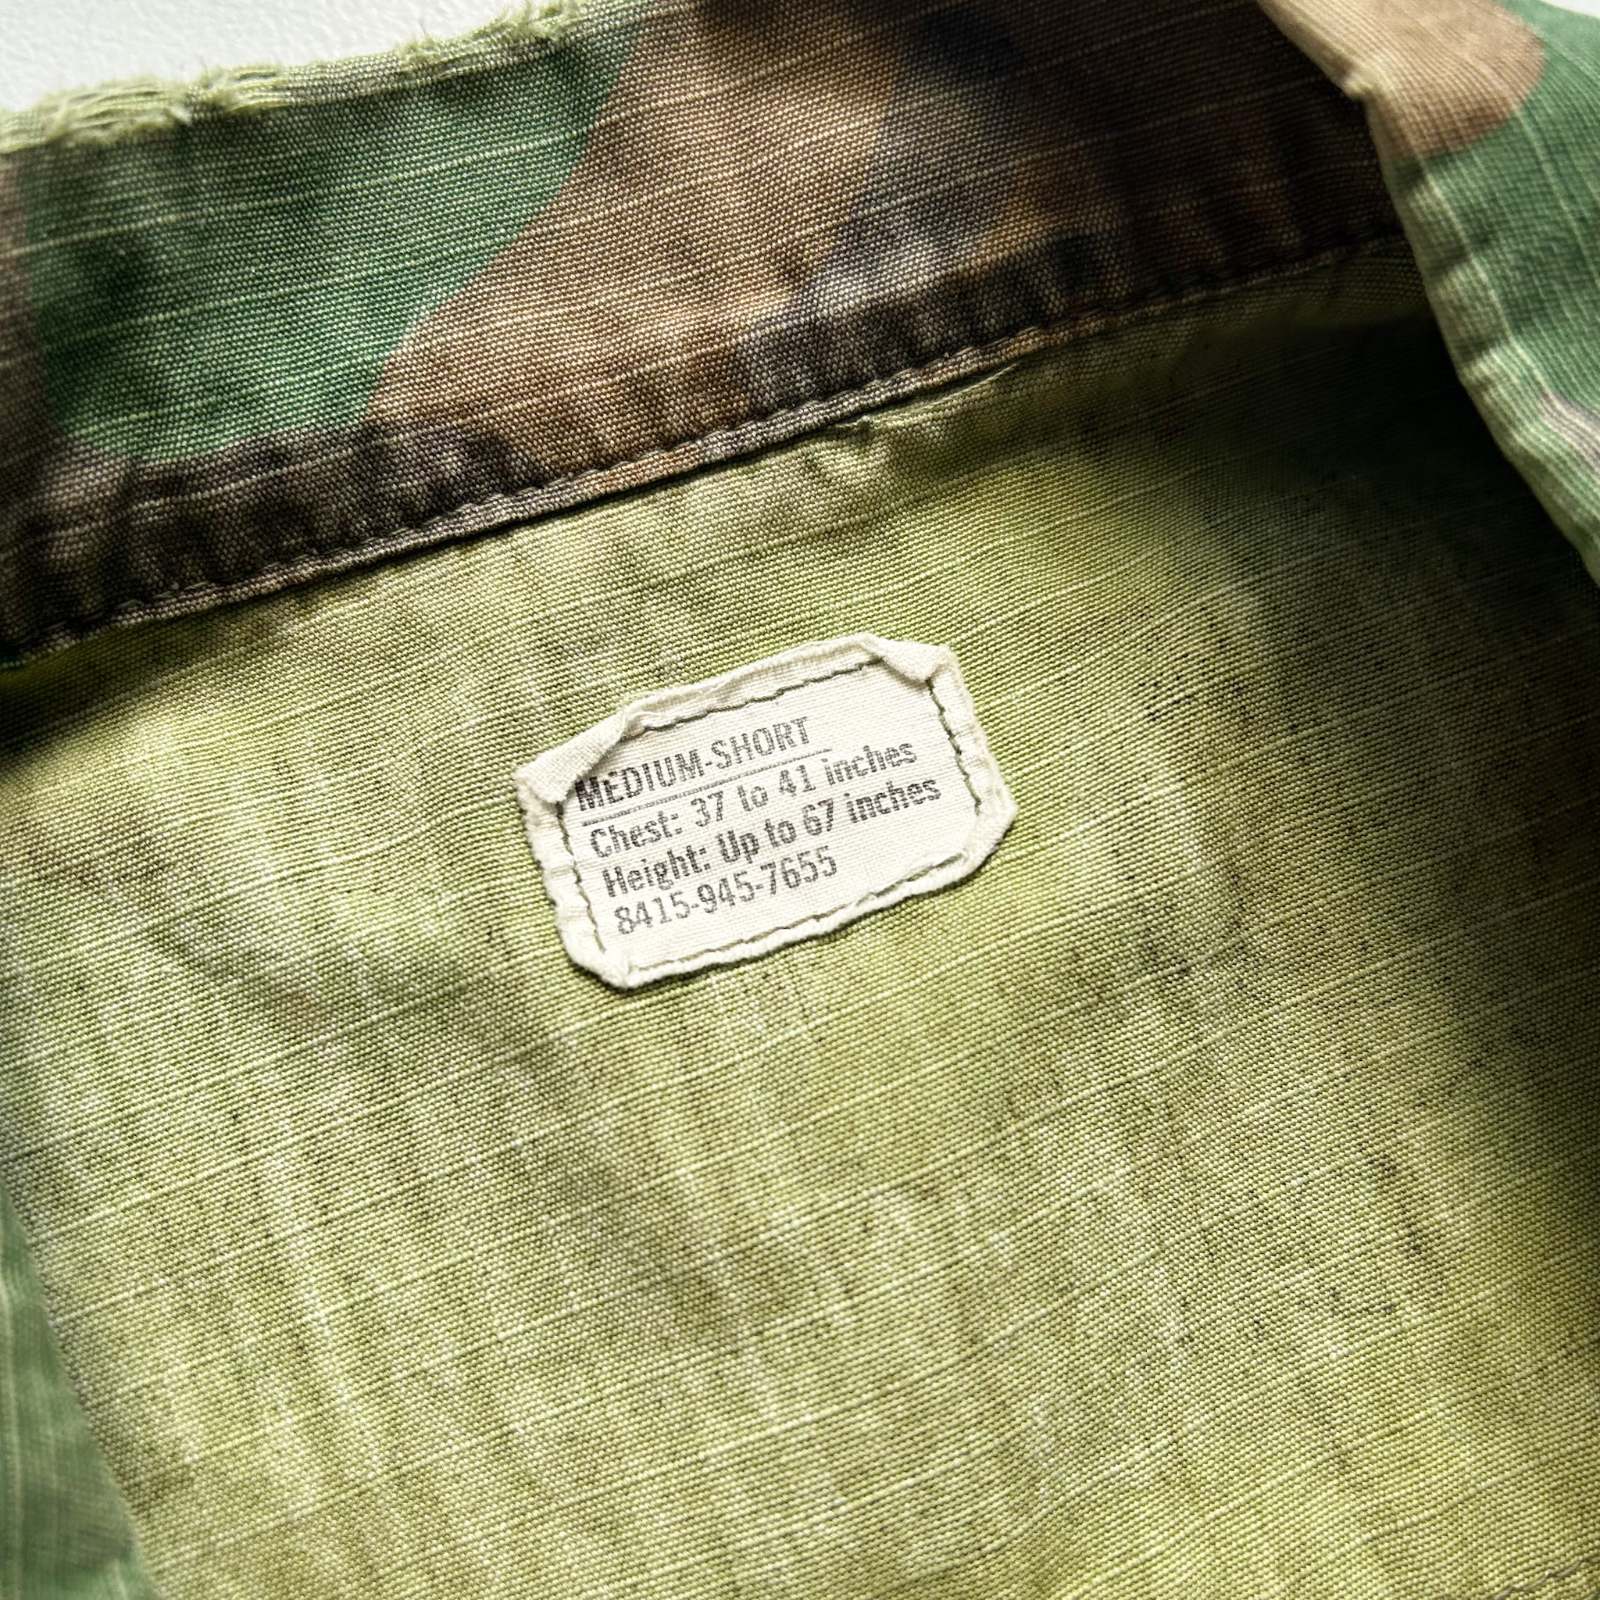 MEDIUM-SHORT
Chest: 37 to 41 inches
Height: Up to 67 inches
8415-945-7655